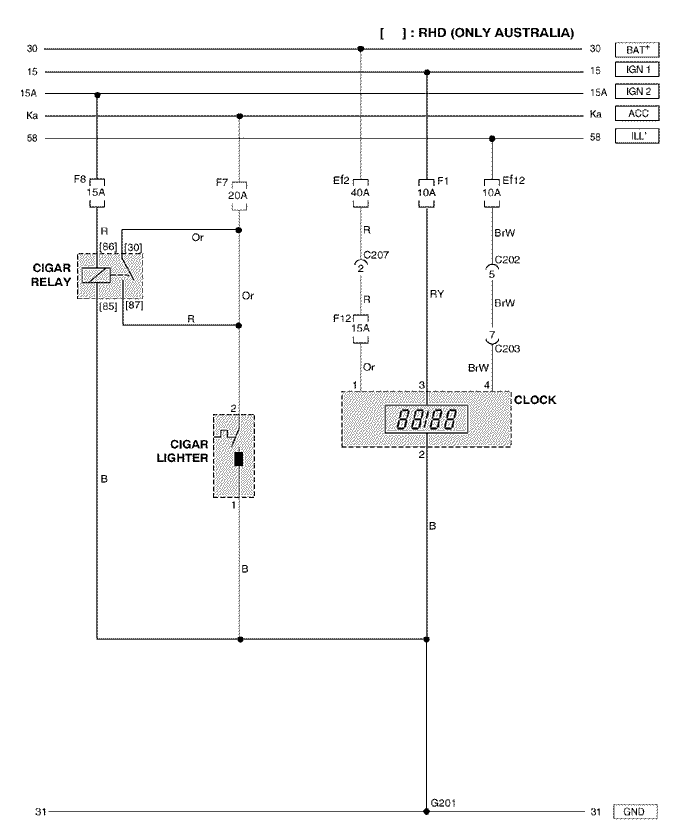 [ ] : RHD (ONLY AUSTRALIA)
30 30 BAT+
15 15 IGN 1
15A 15A IGN 2
Ka Ka ACC
58 58 ILL'
F8 15A
F7 20A
Ef2 40A
F1 10A
Ef12 10A
R
[86] [30]
Or
R
BrW
C207
2
C202
5
CIGAR
RELAY
[85] [87]
Or
R
RY
BrW
R
F12 15A
7
C203
Or
BrW
1 3 4
CLOCK
88:88
2
2
CIGAR
LIGHTER
1
B
B
B
G201
31 31 GND